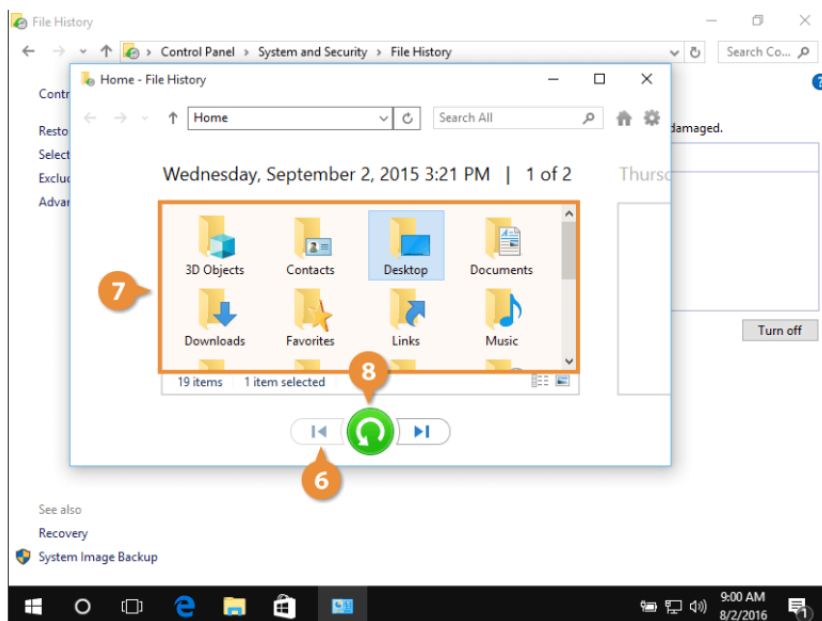 File History
Control Panel > System and Security > File History
Search Co...
Home - File History
Contr
Home
Search All
Resto
damaged.
Select
Exclud
Wednesday, September 2, 2015 3:21 PM | 1 of 2
Thursd
Advan
3D Objects
Contacts
Desktop
Documents
7
Downloads
Favorites
Links
Music
Turn off
8
19 items
1 item selected
6
See also
Recovery
System Image Backup
9:00 AM
8/2/2016
1